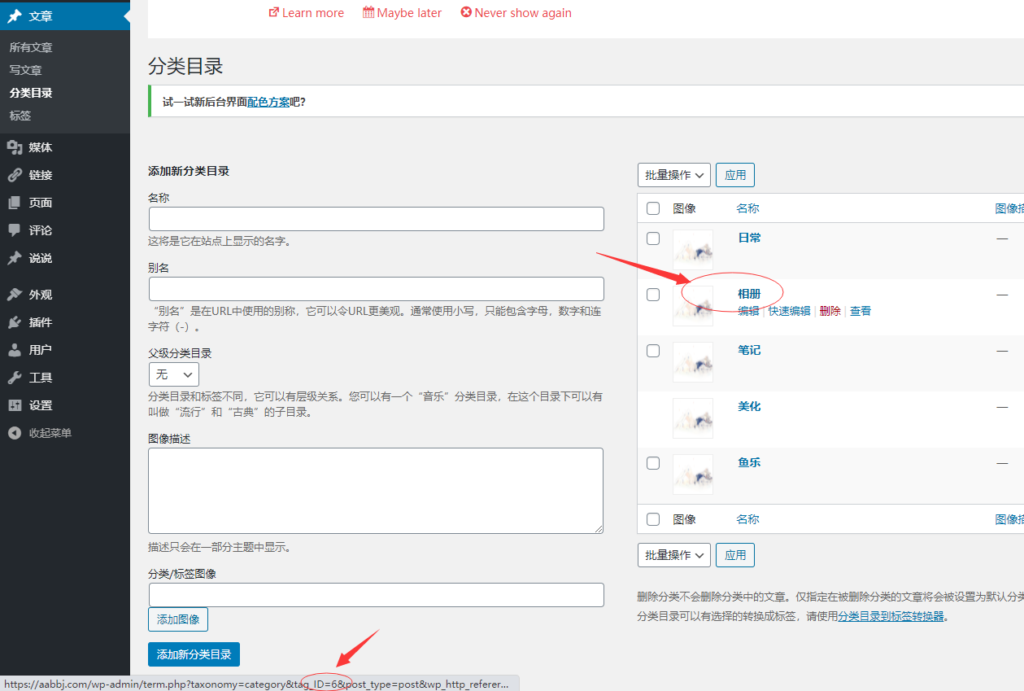 文章
Learn more Maybe later Never show again
所有文章
写文章
分类目录
标签
媒体
链接
页面
评论
说说
外观
插件
用户
工具
设置
收起菜单
分类目录
试一试新后台界面配色方案吧?
添加新分类目录
名称
这将是它在站点上显示的名字。
别名
“别名”是在URL中使用的别称，它可以令URL更美观。通常使用小写，只能包含字母，数字和连
字符（-）。
父级分类目录
无
分类目录和标签不同，它可以有层级关系。您可以有一个“音乐”分类目录，在这个目录下可以有
叫做“流行”和“古典”的子目录。
图像描述
描述只会在一部分主题中显示。
分类/标签图像
添加图像
添加新分类目录
批量操作 应用
图像 名称 图像
日常 —
相册 —
编辑 | 快速编辑 | 删除 | 查看
笔记 —
美化 —
鱼乐 —
图像 名称 图像
批量操作 应用
删除分类不会删除分类中的文章。仅指定在被删除分类的文章将会被设置为默认分类
分类目录可以有选择的转换成标签，请使用分类目录到标签转换器。
https://aabbj.com/wp-admin/term.php?taxonomy=category&tag_ID=6&post_type=post&wp_http_referer...